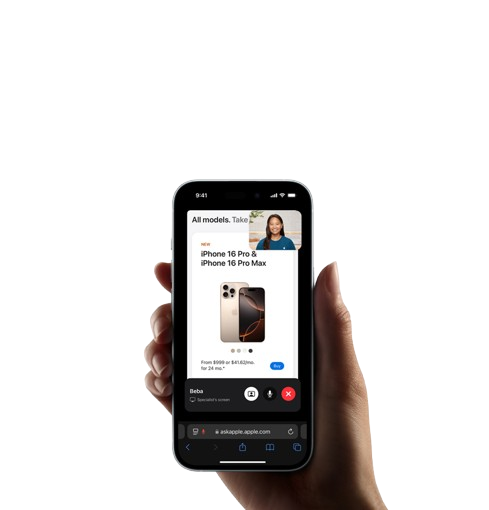 9:41
All models. Take
NEW
iPhone 16 Pro &
iPhone 16 Pro Max
From $999 or $41.62/mo.
for 24 mo.*
Buy
Beba
Specialist's screen
askapple.apple.com